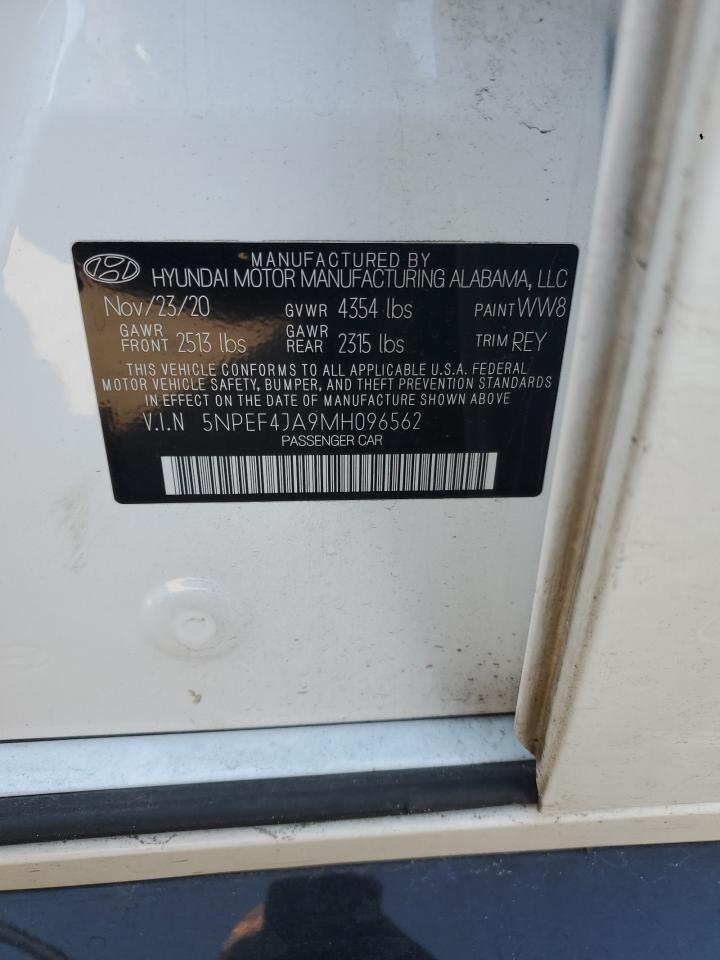 MANUFACTURED BY
HYUNDAI MOTOR MANUFACTURING ALABAMA, LLC
Nov/23/20 GVWR 4354 lbs PAINT WW8
GAWR FRONT 2513 lbs GAWR REAR 2315 lbs TRIM REY
THIS VEHICLE CONFORMS TO ALL APPLICABLE U.S.A. FEDERAL
MOTOR VEHICLE SAFETY, BUMPER, AND THEFT PREVENTION STANDARDS
IN EFFECT ON THE DATE OF MANUFACTURE SHOWN ABOVE.
V.I.N 5NPEF4JA9MH096562
PASSENGER CAR